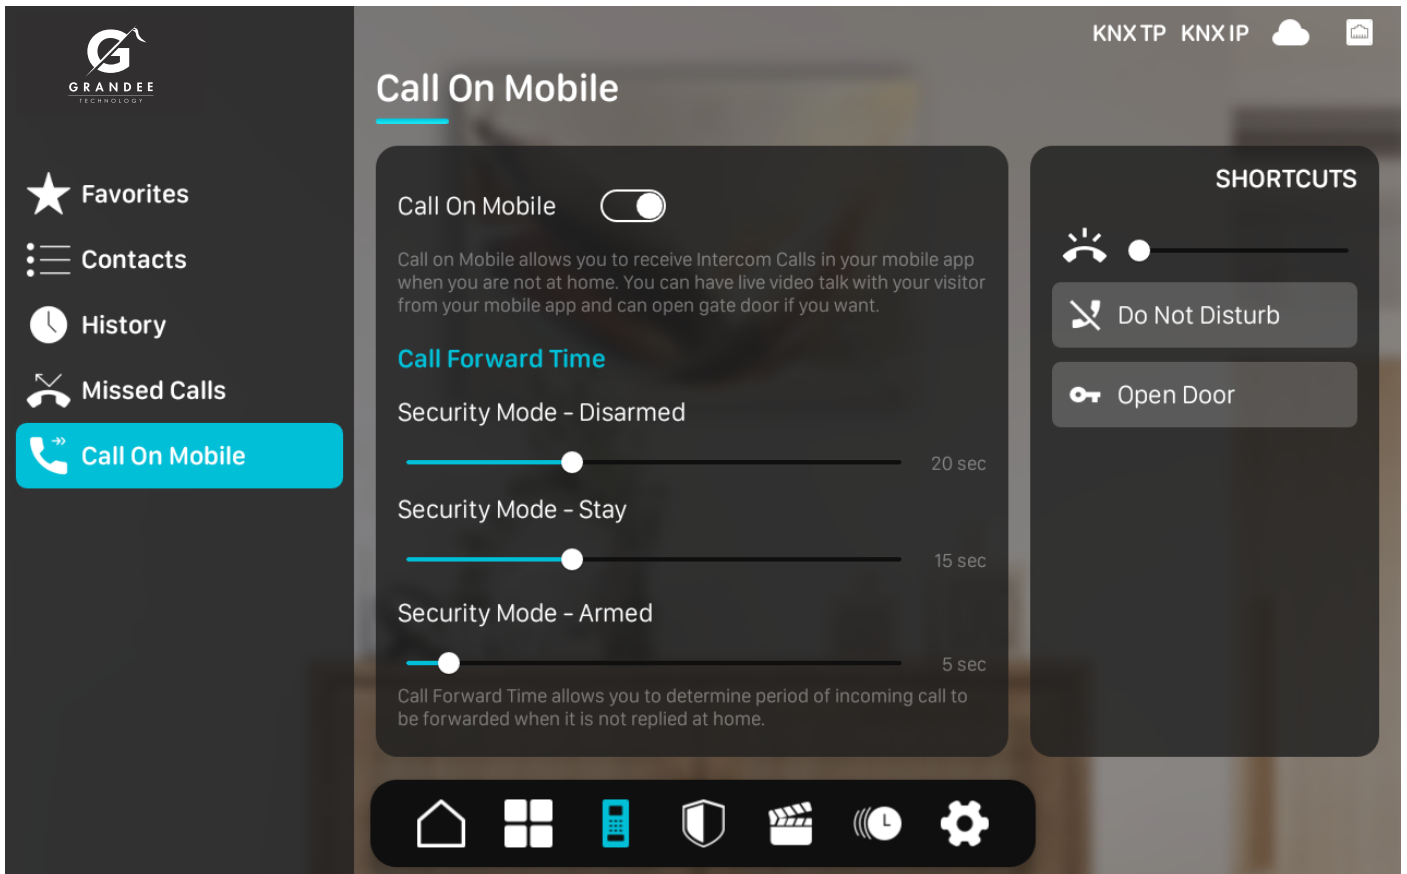 GRANDEE
TECHNOLOGY
KNX TP KNX IP
Call On Mobile
Favorites
Contacts
History
Missed Calls
Call On Mobile
Call On Mobile
Call on Mobile allows you to receive Intercom Calls in your mobile app
when you are not at home. You can have live video talk with your visitor
from your mobile app and can open gate door if you want.
Call Forward Time
Security Mode - Disarmed
20 sec
Security Mode - Stay
15 sec
Security Mode - Armed
5 sec
Call Forward Time allows you to determine period of incoming call to
be forwarded when it is not replied at home.
SHORTCUTS
Do Not Disturb
Open Door